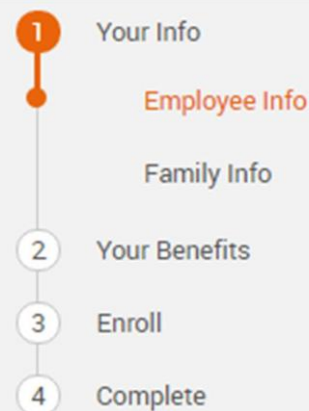 1 Your Info
Employee Info
Family Info
2 Your Benefits
3 Enroll
4 Complete